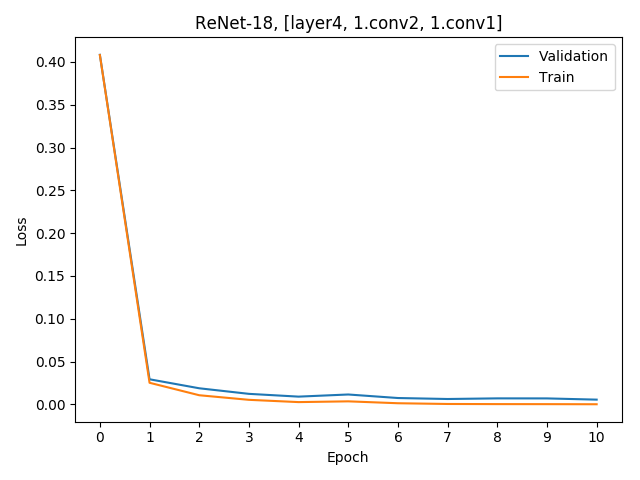 ReNet-18, [layer4, 1.conv2, 1.conv1]
Validation
Train
0.40
0.35
0.30
0.25
0.20
0.15
0.10
0.05
0.00
Loss
0 1 2 3 4 5 6 7 8 9 10
Epoch